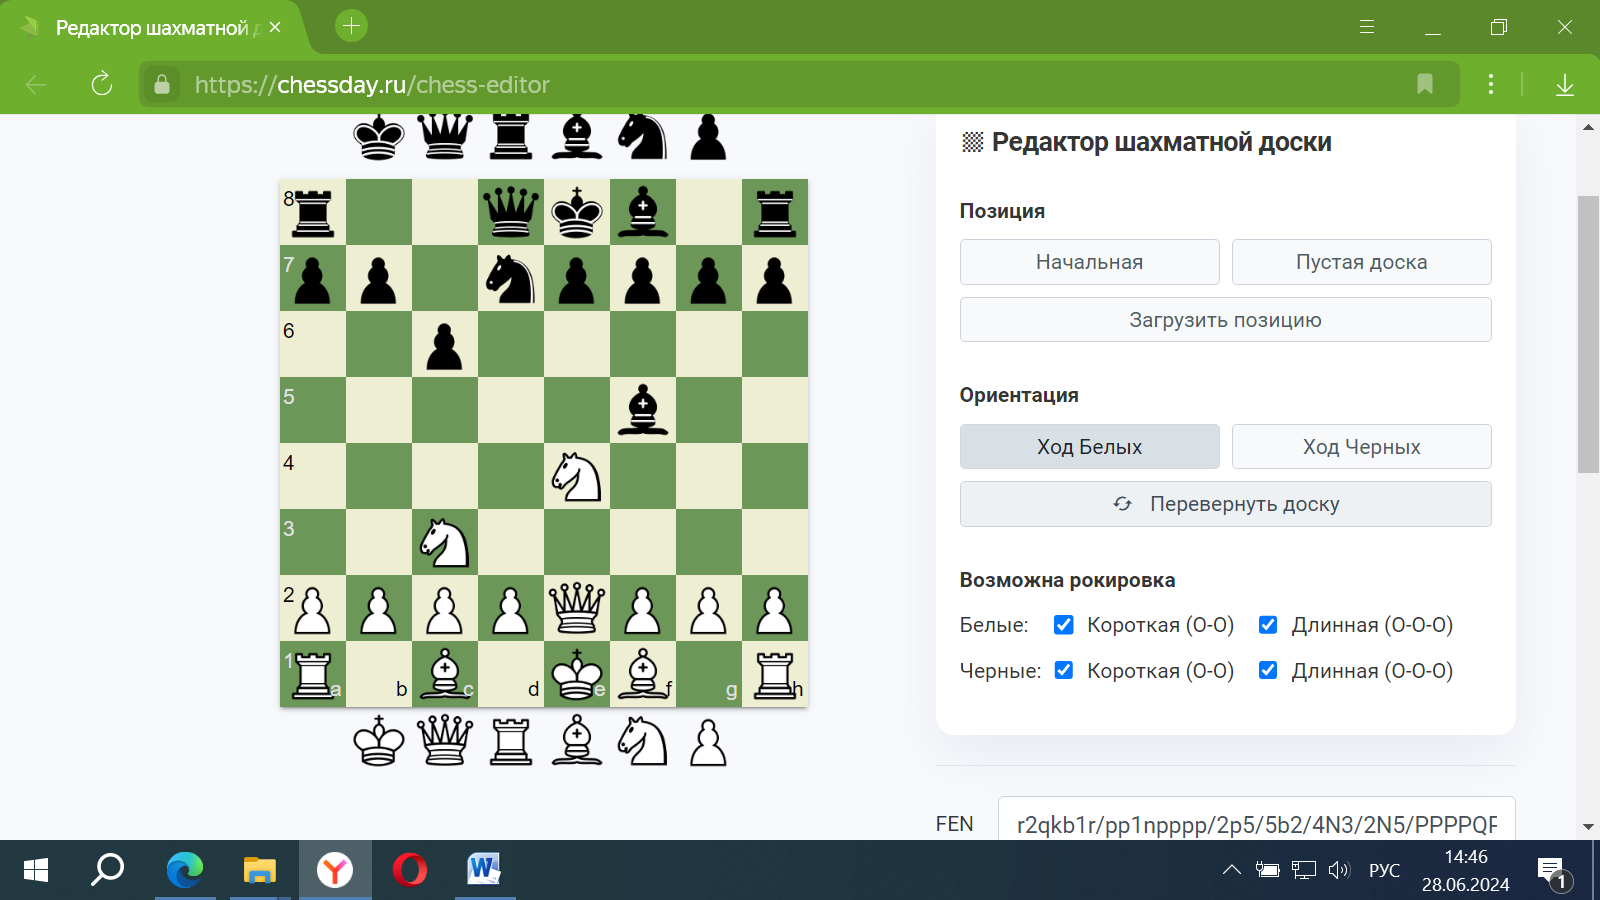 Редактор шахматной д
https://chessday.ru/chess-editor
Редактор шахматной доски
Позиция
Начальная
Пустая доска
Загрузить позицию
Ориентация
Ход Белых
Ход Черных
Перевернуть доску
Возможна рокировка
Белые: Короткая (О-О) Длинная (О-О-О)
Черные: Короткая (О-О) Длинная (О-О-О)
8
7
6
5
4
3
2
1
a b c d e f g h
FEN r2qkb1r/pp1npppp/2p5/5b2/4N3/2N5/PPPPQP
РУС
14:46
28.06.2024
1